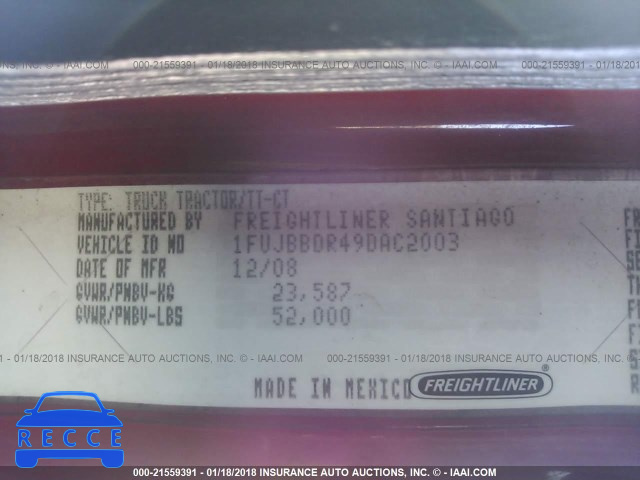 000-21559391 - 01/18/2018 INSURANCE AUTO AUCTIONS, INC. - © IAAI.COM
TYPE: TRUCK TRACTOR/TT-CT
MANUFACTURED BY FREIGHTLINER SANTIAGO
VEHICLE ID NO 1FUJBBDR49DAC2003
DATE OF MFR 12/08
GVWR/PNBV-KG 23,587
GVWR/PNBV-LBS 52,000
01/18/2018 INSURANCE AUTO AUCTIONS, INC. - © IAAI.COM
MADE IN MEXICO FREIGHTLINER ®
RECCE
000-21559391 - 01/18/2018 INSURANCE AUTO AUCTIONS, INC. - © IAAI.COM